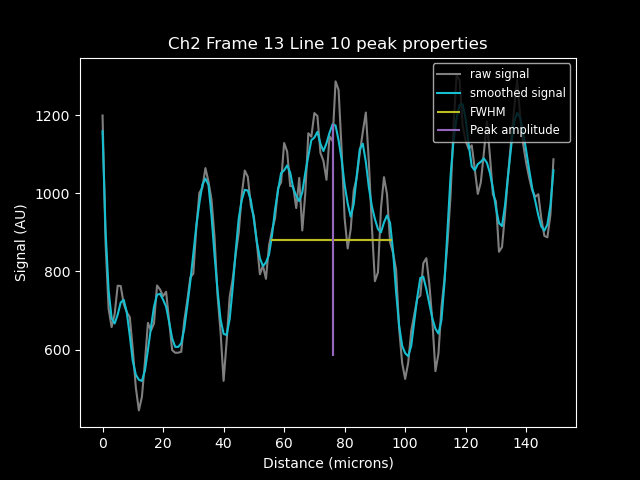 Ch2 Frame 13 Line 10 peak properties
raw signal
smoothed signal
FWHM
Peak amplitude
Signal (AU)
1200
1000
800
600
0 20 40 60 80 100 120 140
Distance (microns)